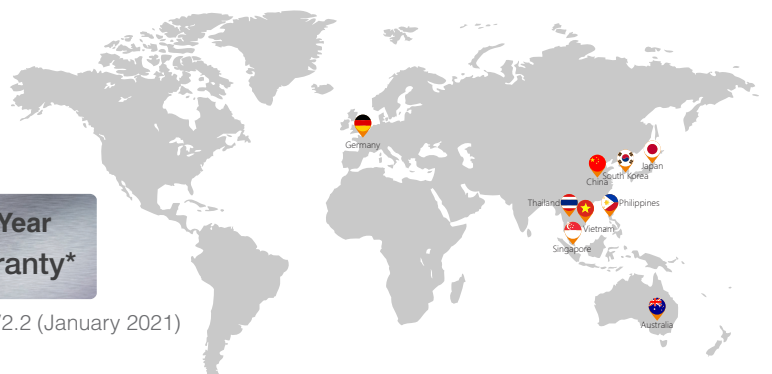 Germany
Japan
South Korea
China
Thailand
Philippines
Vietnam
Singapore
Year
ranty*
2.2 (January 2021)
Australia